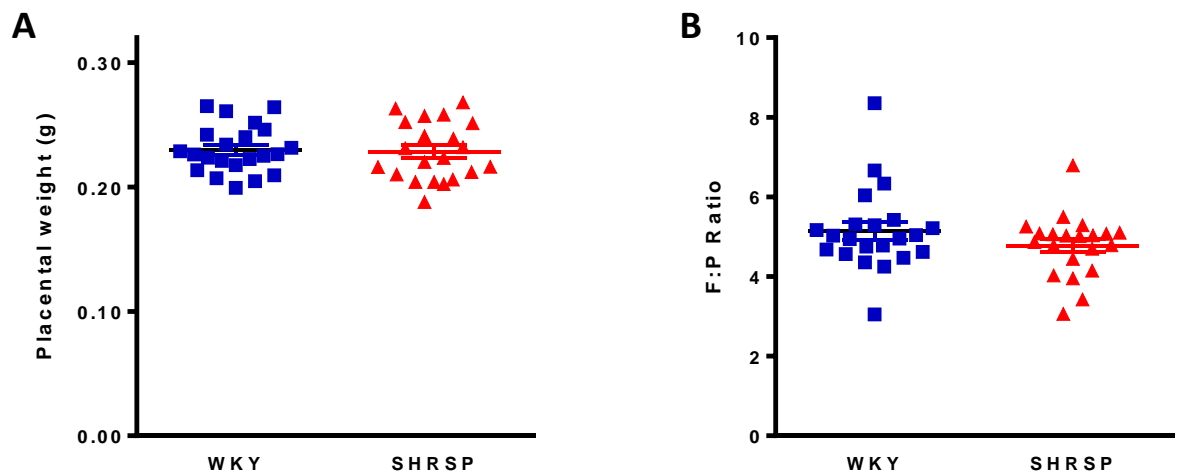 A
Placental weight (g)
0.30
0.20
0.10
0.00
WKY
SHRSP
B
F:P Ratio
10
8
6
4
2
0
WKY
SHRSP